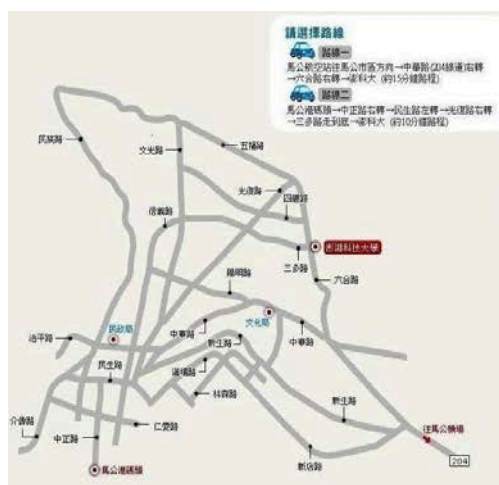 請選擇路線
路線一
馬公航空站往馬公市區方向→中華路(204線道)右轉
→六合路右轉→澎科大 (約15分鐘路程)
路線二
馬公港碼頭→中正路右轉→民生路左轉→光復路右轉
→三多路走到底→澎科大 (約10分鐘路程)
民族路
文光路
五福路
光復路
四維路
信義路
澎湖科技大學
三多路
六合路
陽明路
文化局
民政局
治平路
中華路
新生路
中華路
民生路
林森路
新生路
介壽路
仁愛路
中正路
往馬公機場
新店路
204
馬公港碼頭